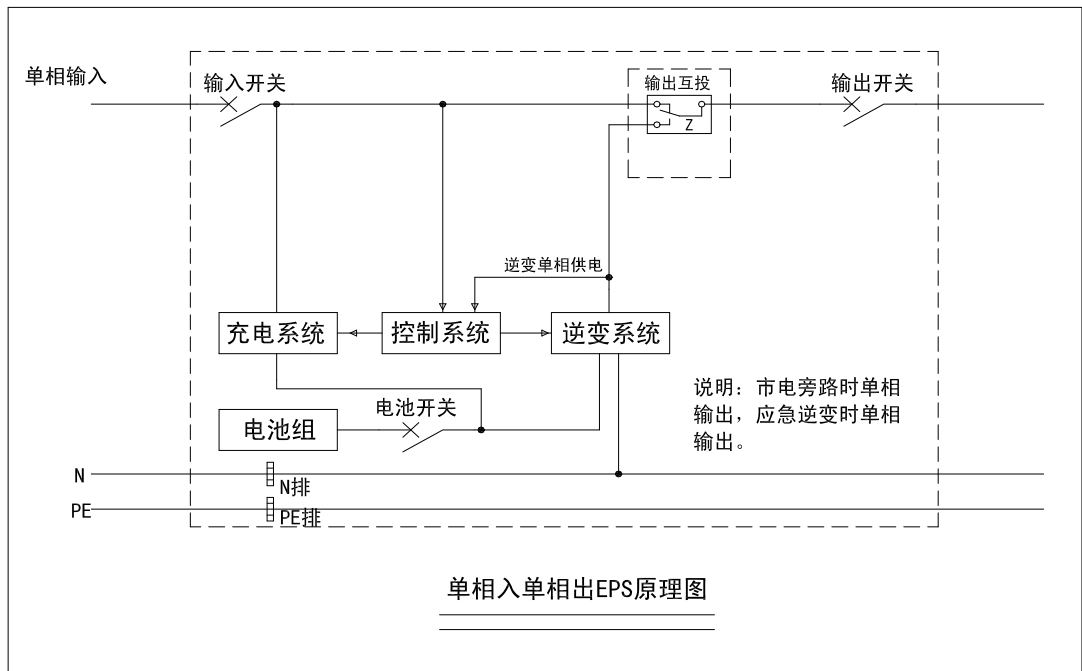 单相输入
输入开关
输出互投
输出开关
Z
逆变单相供电
充电系统
控制系统
逆变系统
说明：市电旁路时单相
输出，应急逆变时单相
输出。
电池开关
电池组
N
N排
PE
PE排
单相入单相出EPS原理图